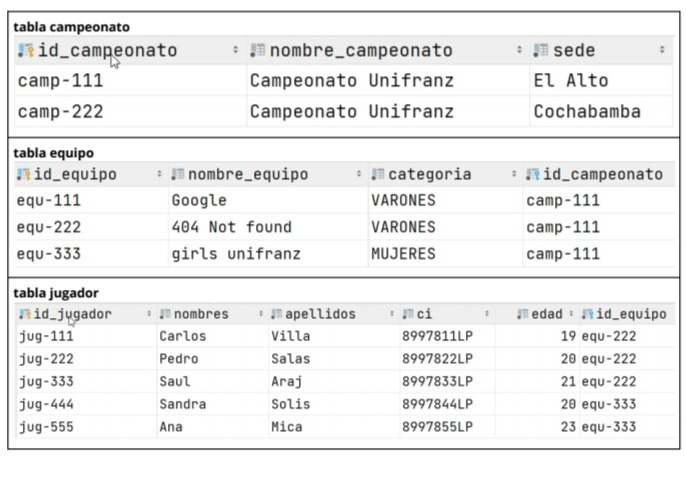 tabla campeonato
id_campeonato nombre_campeonato sede
camp-111 Campeonato Unifranz El Alto
camp-222 Campeonato Unifranz Cochabamba
tabla equipo
id_equipo nombre_equipo categoria id_campeonato
equ-111 Google VARONES camp-111
equ-222 404 Not found VARONES camp-111
equ-333 girls unifranz MUJERES camp-111
tabla jugador
id_jugador nombres apellidos ci edad id_equipo
jug-111 Carlos Villa 8997811LP 19 equ-222
jug-222 Pedro Salas 8997822LP 20 equ-222
jug-333 Saul Araj 8997833LP 21 equ-222
jug-444 Sandra Solis 8997844LP 20 equ-333
jug-555 Ana Mica 8997855LP 23 equ-333